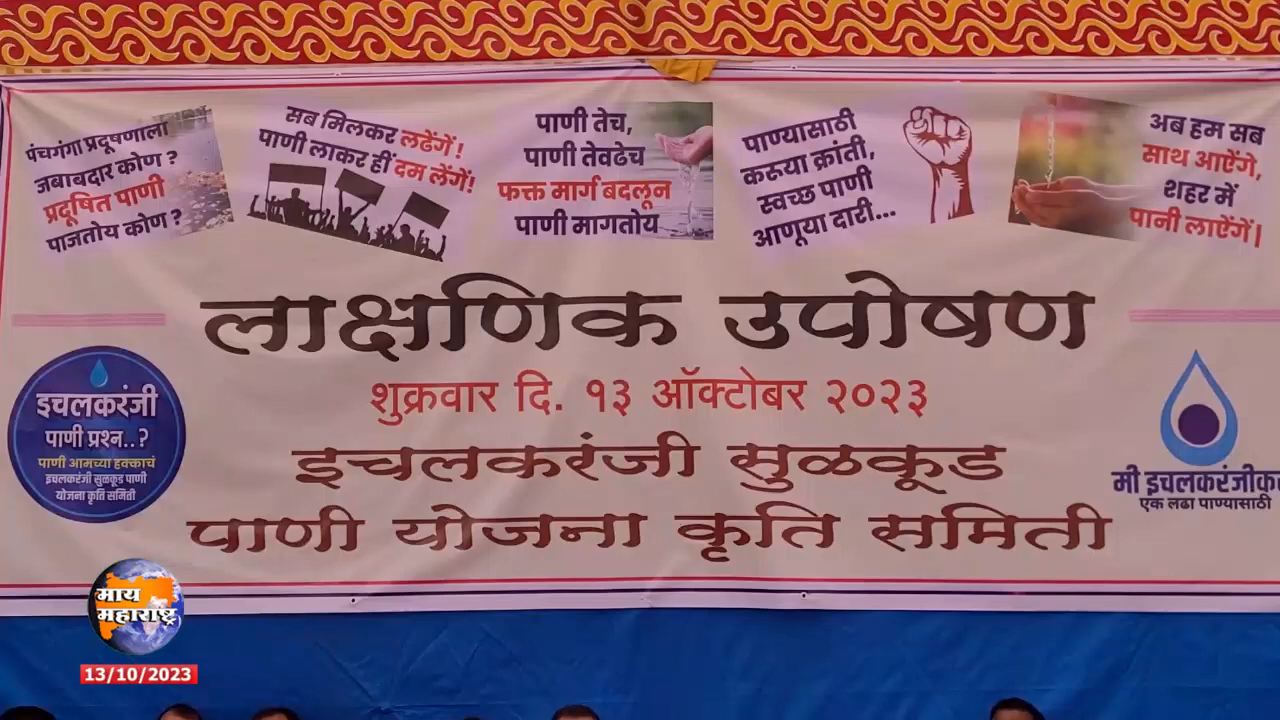 पंचगंगा प्रदूषणाला
जबाबदार कोण ?
प्रदूषित पाणी
पाजतोय कोण ?
सब मिलकर लढेंगें !
पाणी लाकर हीं दम लेंगें!
पाणी तेच,
पाणी तेवढेच
फक्त मार्ग बदलून
पाणी मागतोय
पाण्यासाठी
करूया क्रांती,
स्वच्छ पाणी
आणूया दारी...
अब हम सब
साथ आऐंगे,
शहर में
पानी लाऐंगें।
लाक्षणिक उपोषण
शुक्रवार दि. १३ ऑक्टोबर २०२३
इचलकरंजी सुळकूड
पाणी योजना कृति समिती
इचलकरंजी
पाणी प्रश्न..?
पाणी आमच्या हक्काचं
इचलकरंजी सुळकूड पाणी
योजना कृति समिती
मी इचलकरंजीकर
एक लढा पाण्यासाठी
माय
महाराष्ट्र
13/10/2023